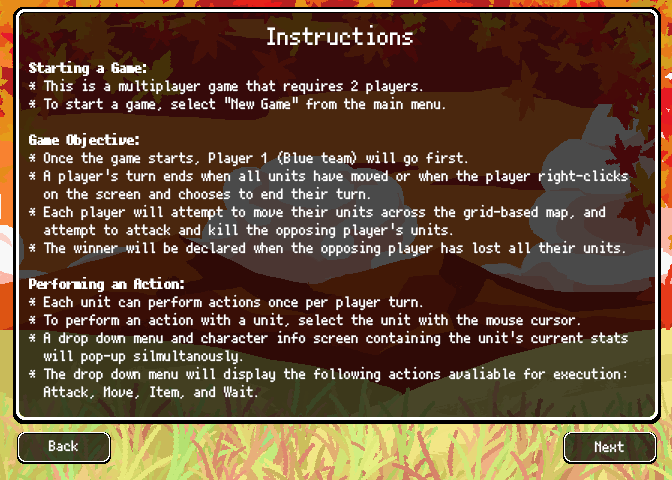 Instructions
Starting a Game:
* This is a multiplayer game that requires 2 players.
* To start a game, select "New Game" from the main menu.
Game Objective:
* Once the game starts, Player 1 (Blue team) will go first.
* A player's turn ends when all units have moved or when the player right-clicks
on the screen and chooses to end their turn.
* Each player will attempt to move their units across the grid-based map, and
attempt to attack and kill the opposing player's units.
* The winner will be declared when the opposing player has lost all their units.
Performing an Action:
* Each unit can perform actions once per player turn.
* To perform an action with a unit, select the unit with the mouse cursor.
* A drop down menu and character info screen containing the unit's current stats
will pop-up silmultanously.
* The drop down menu will display the following actions avaliable for execution:
Attack, Move, Item, and Wait.
Back
Next